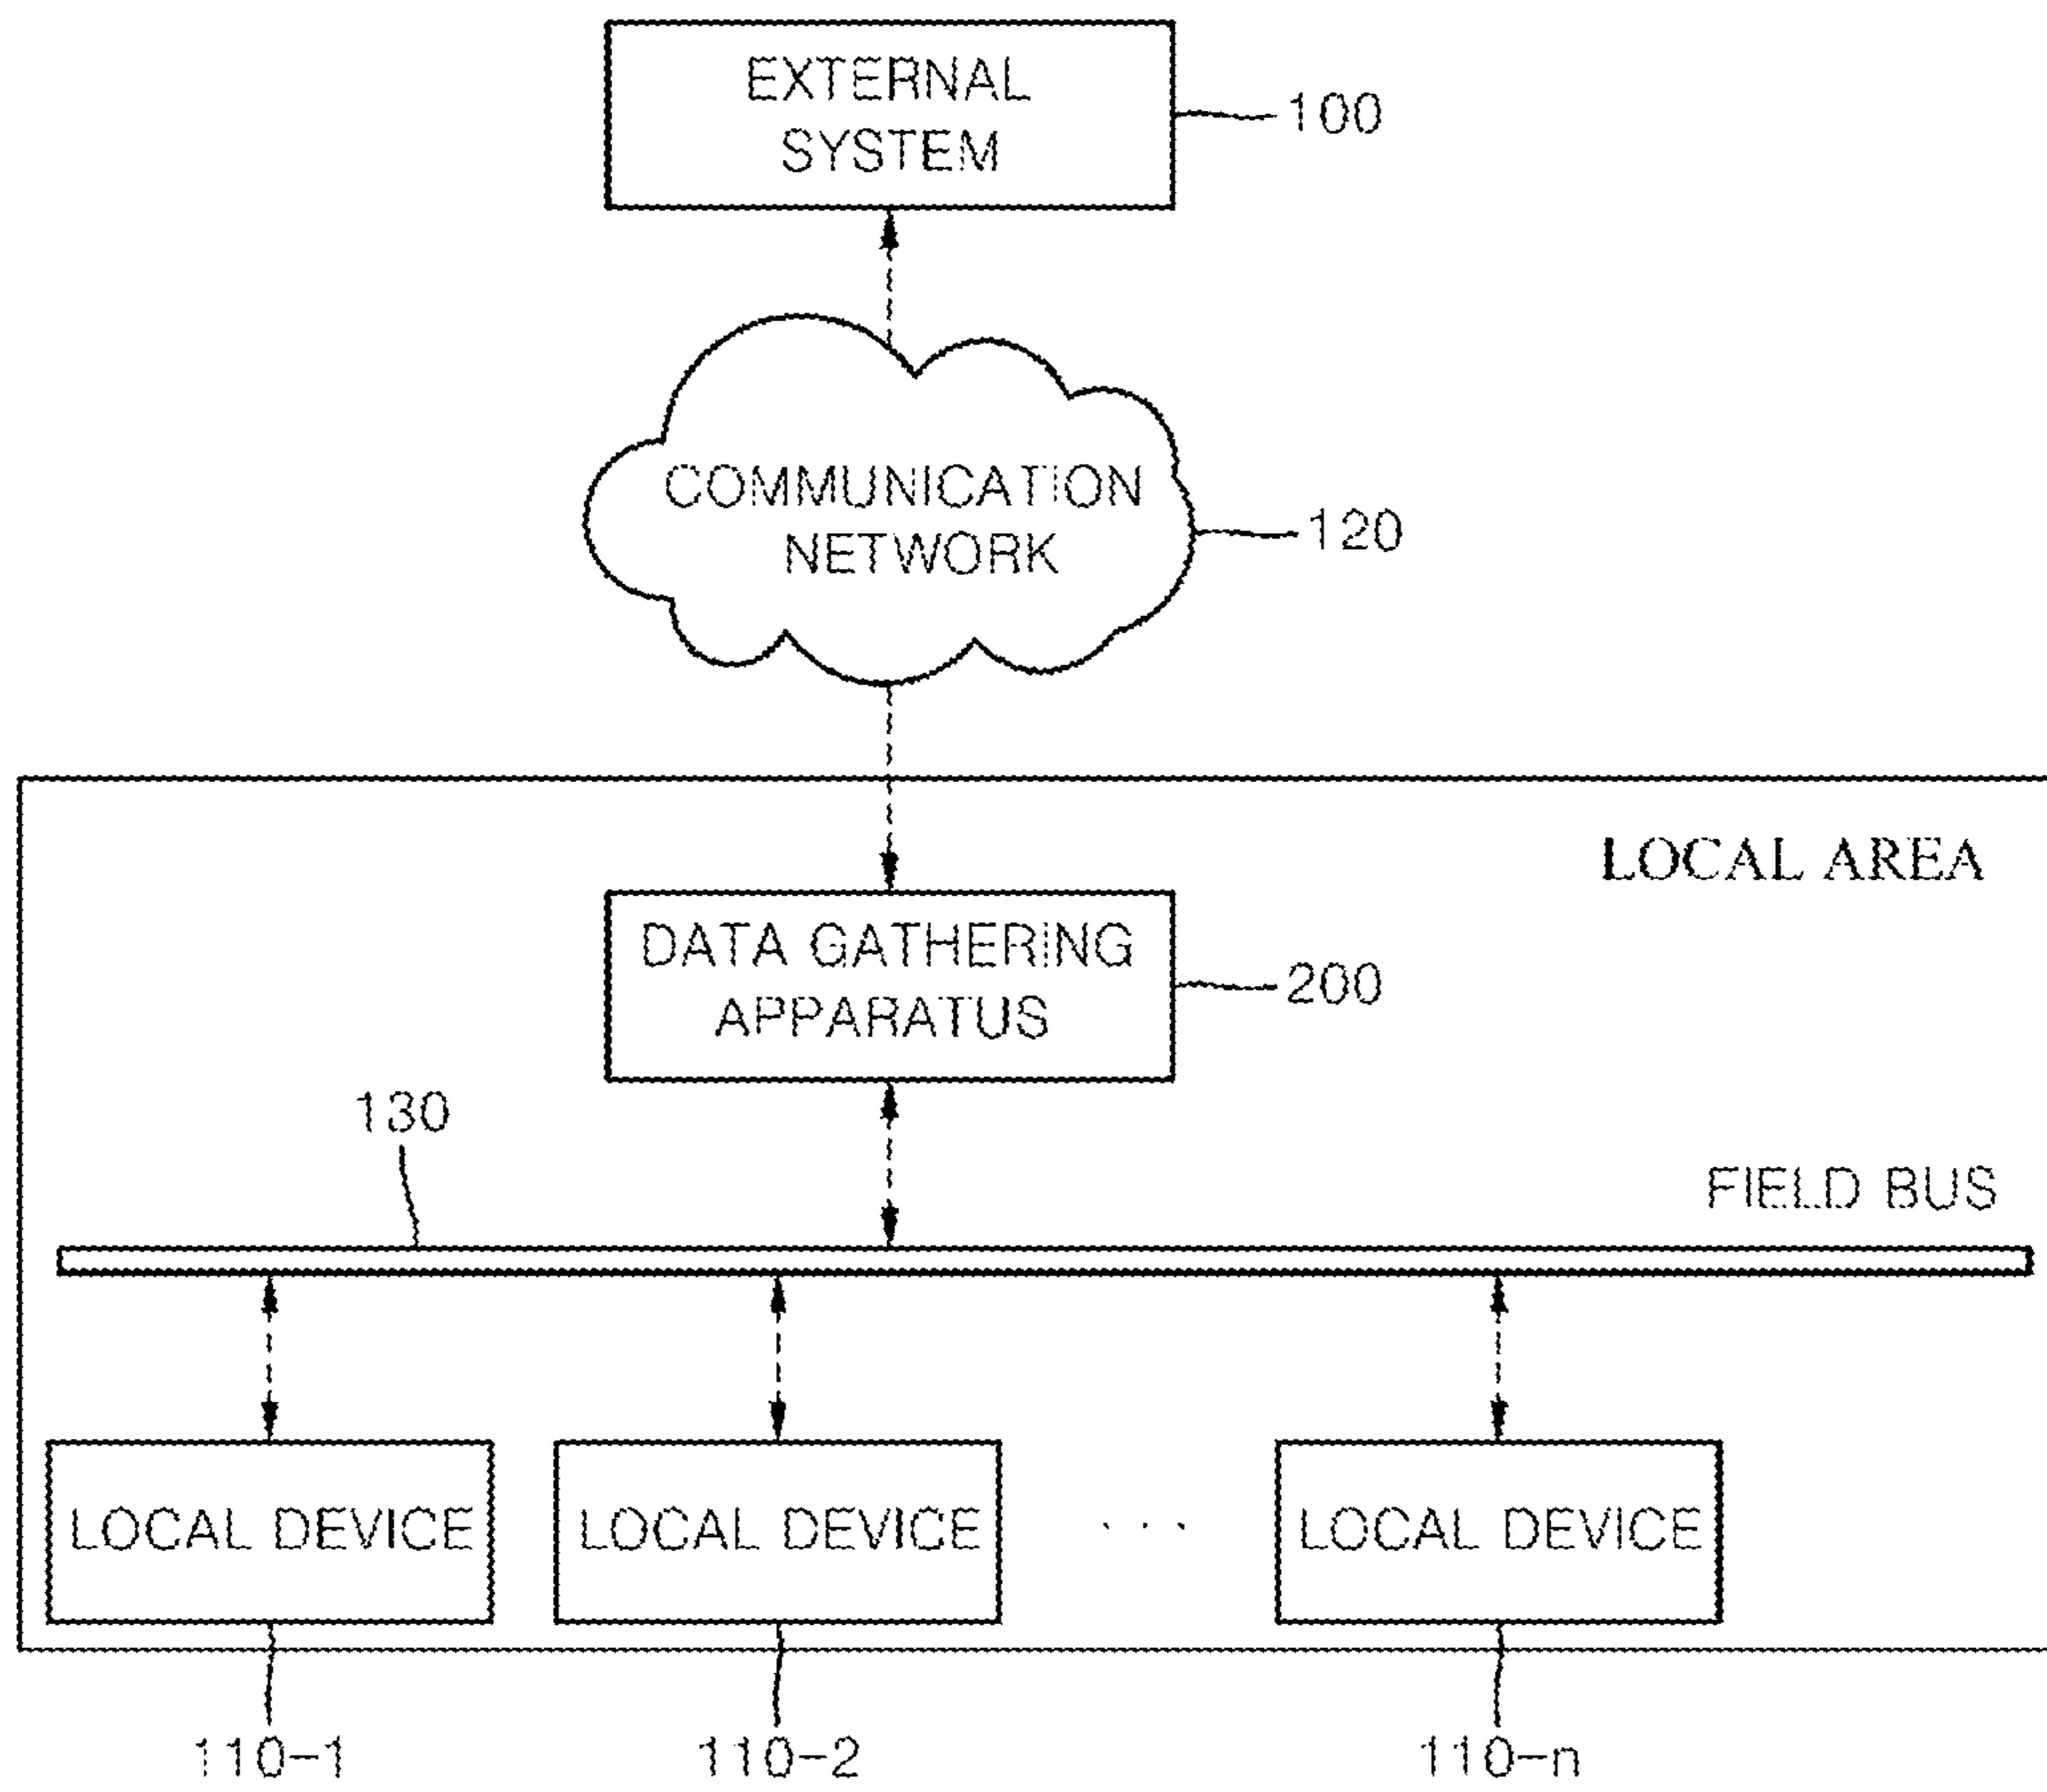 EXTERNAL
SYSTEM
100
COMMUNICATION
NETWORK
120
LOCAL AREA
DATA GATHERING
APPARATUS
200
130
FIELD BUS
LOCAL DEVICE
LOCAL DEVICE
...
LOCAL DEVICE
110-1
110-2
110-n